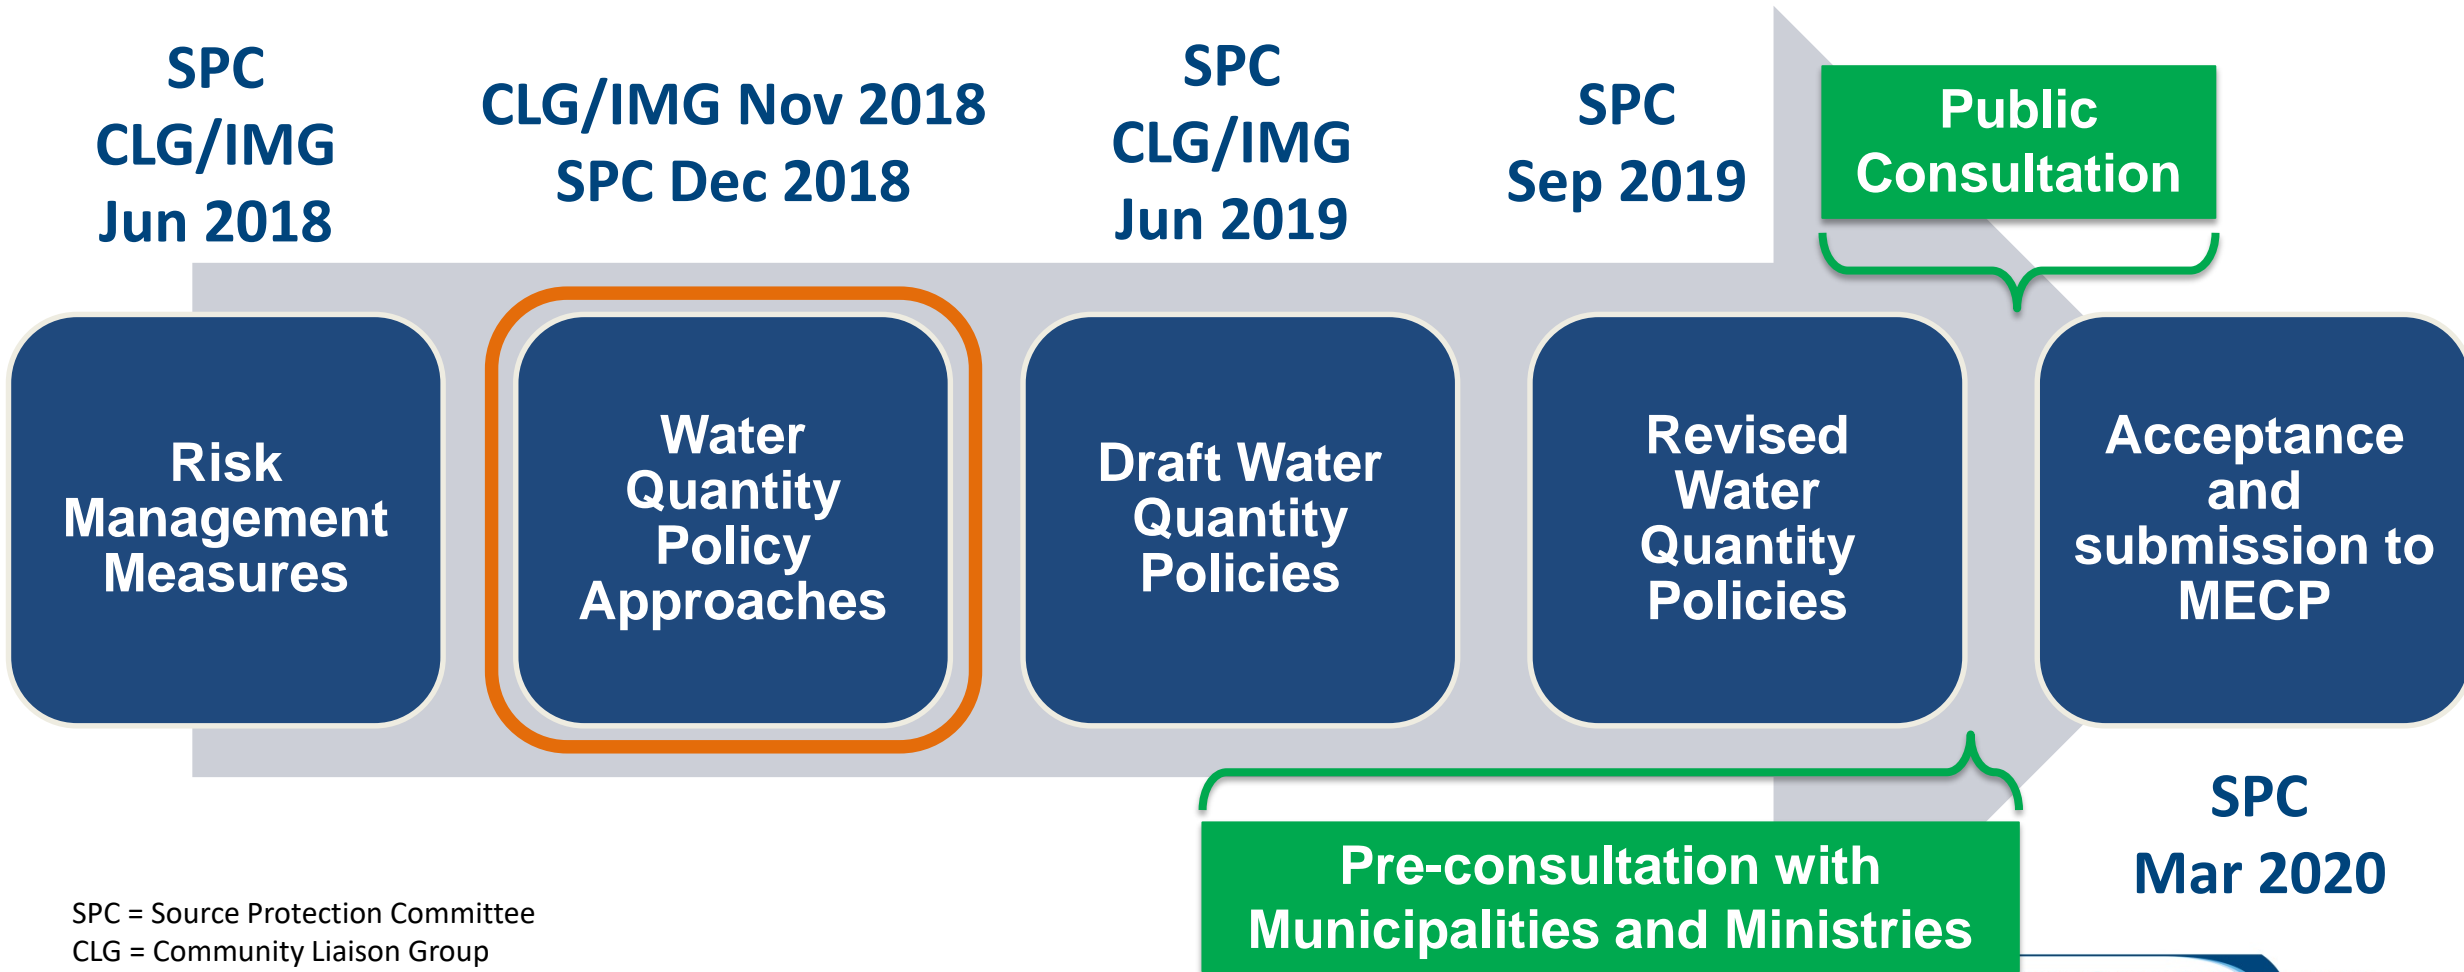 SPC
CLG/IMG
Jun 2018
CLG/IMG Nov 2018
SPC Dec 2018
SPC
CLG/IMG
Jun 2019
SPC
Sep 2019
Public
Consultation
Risk
Management
Measures
Water
Quantity
Policy
Approaches
Draft Water
Quantity
Policies
Revised
Water
Quantity
Policies
Acceptance
and
submission to
MECP
SPC
Mar 2020
Pre-consultation with
Municipalities and Ministries
SPC = Source Protection Committee
CLG = Community Liaison Group